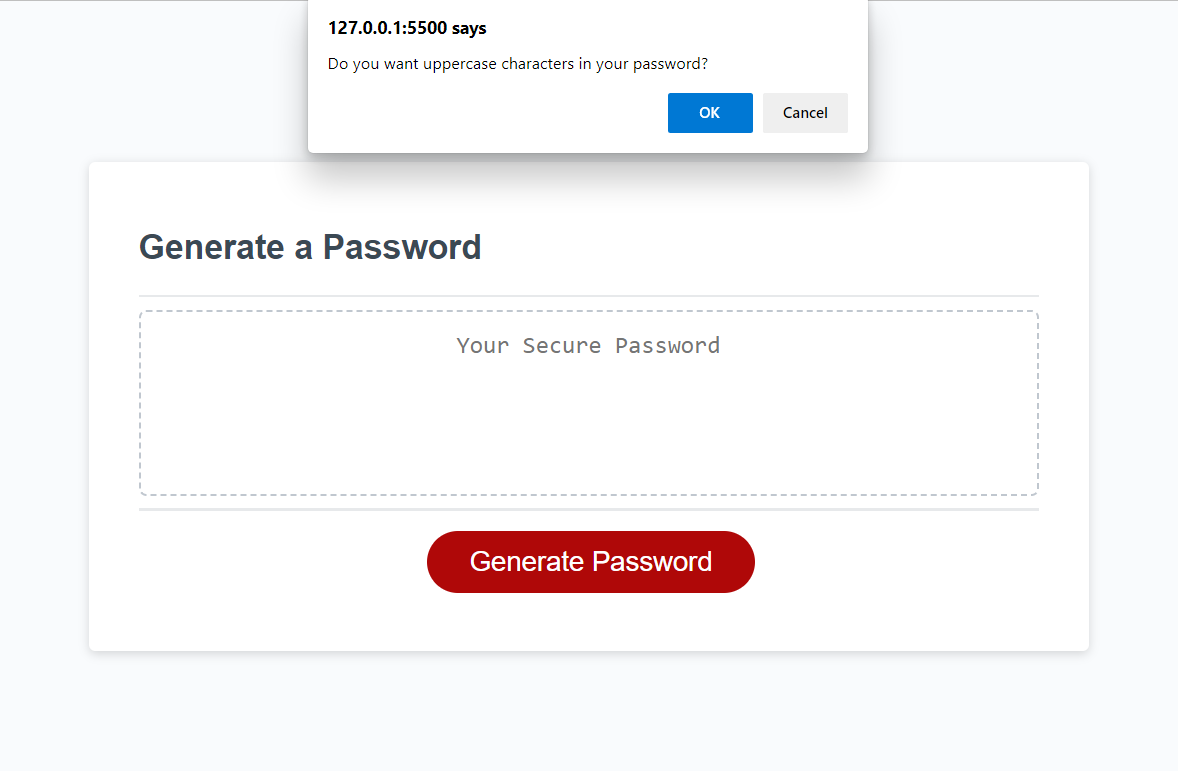 127.0.0.1:5500 says
Do you want uppercase characters in your password?
OK Cancel
Generate a Password
Your Secure Password
Generate Password